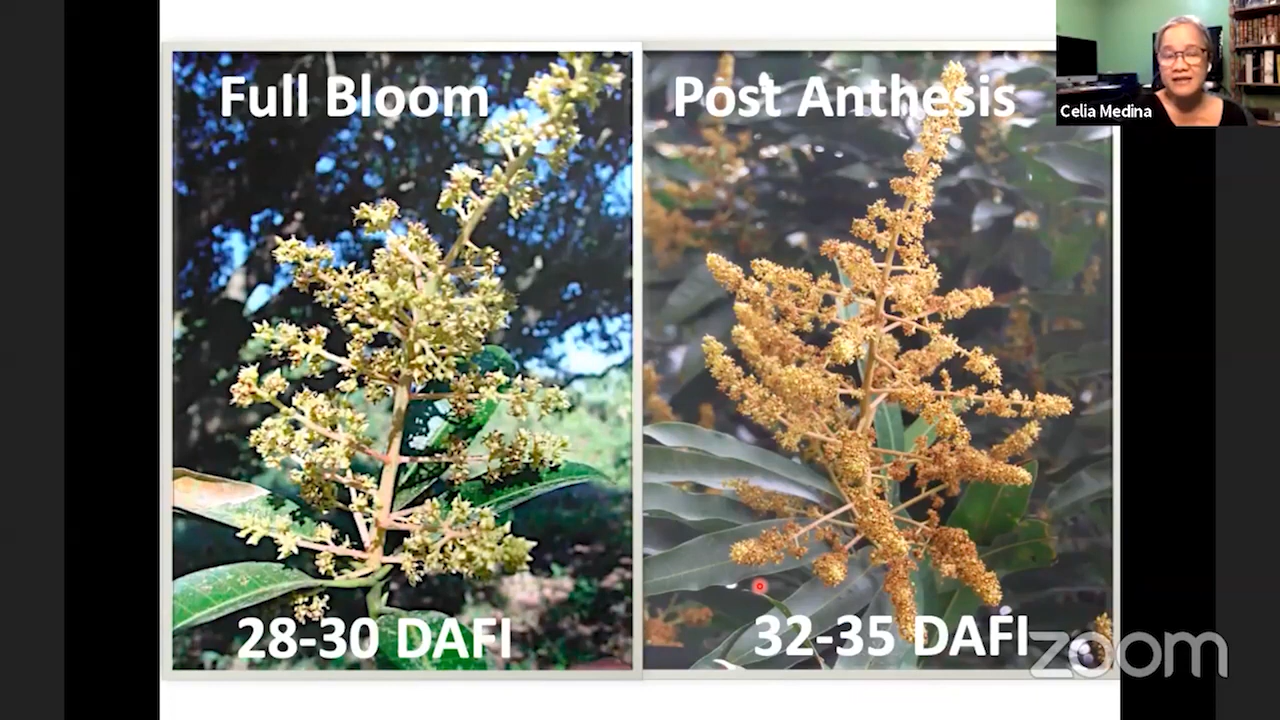 Full Bloom
Post Anthesis
Celia Medina
28-30 DAFI
32-35 DAFI
zoom